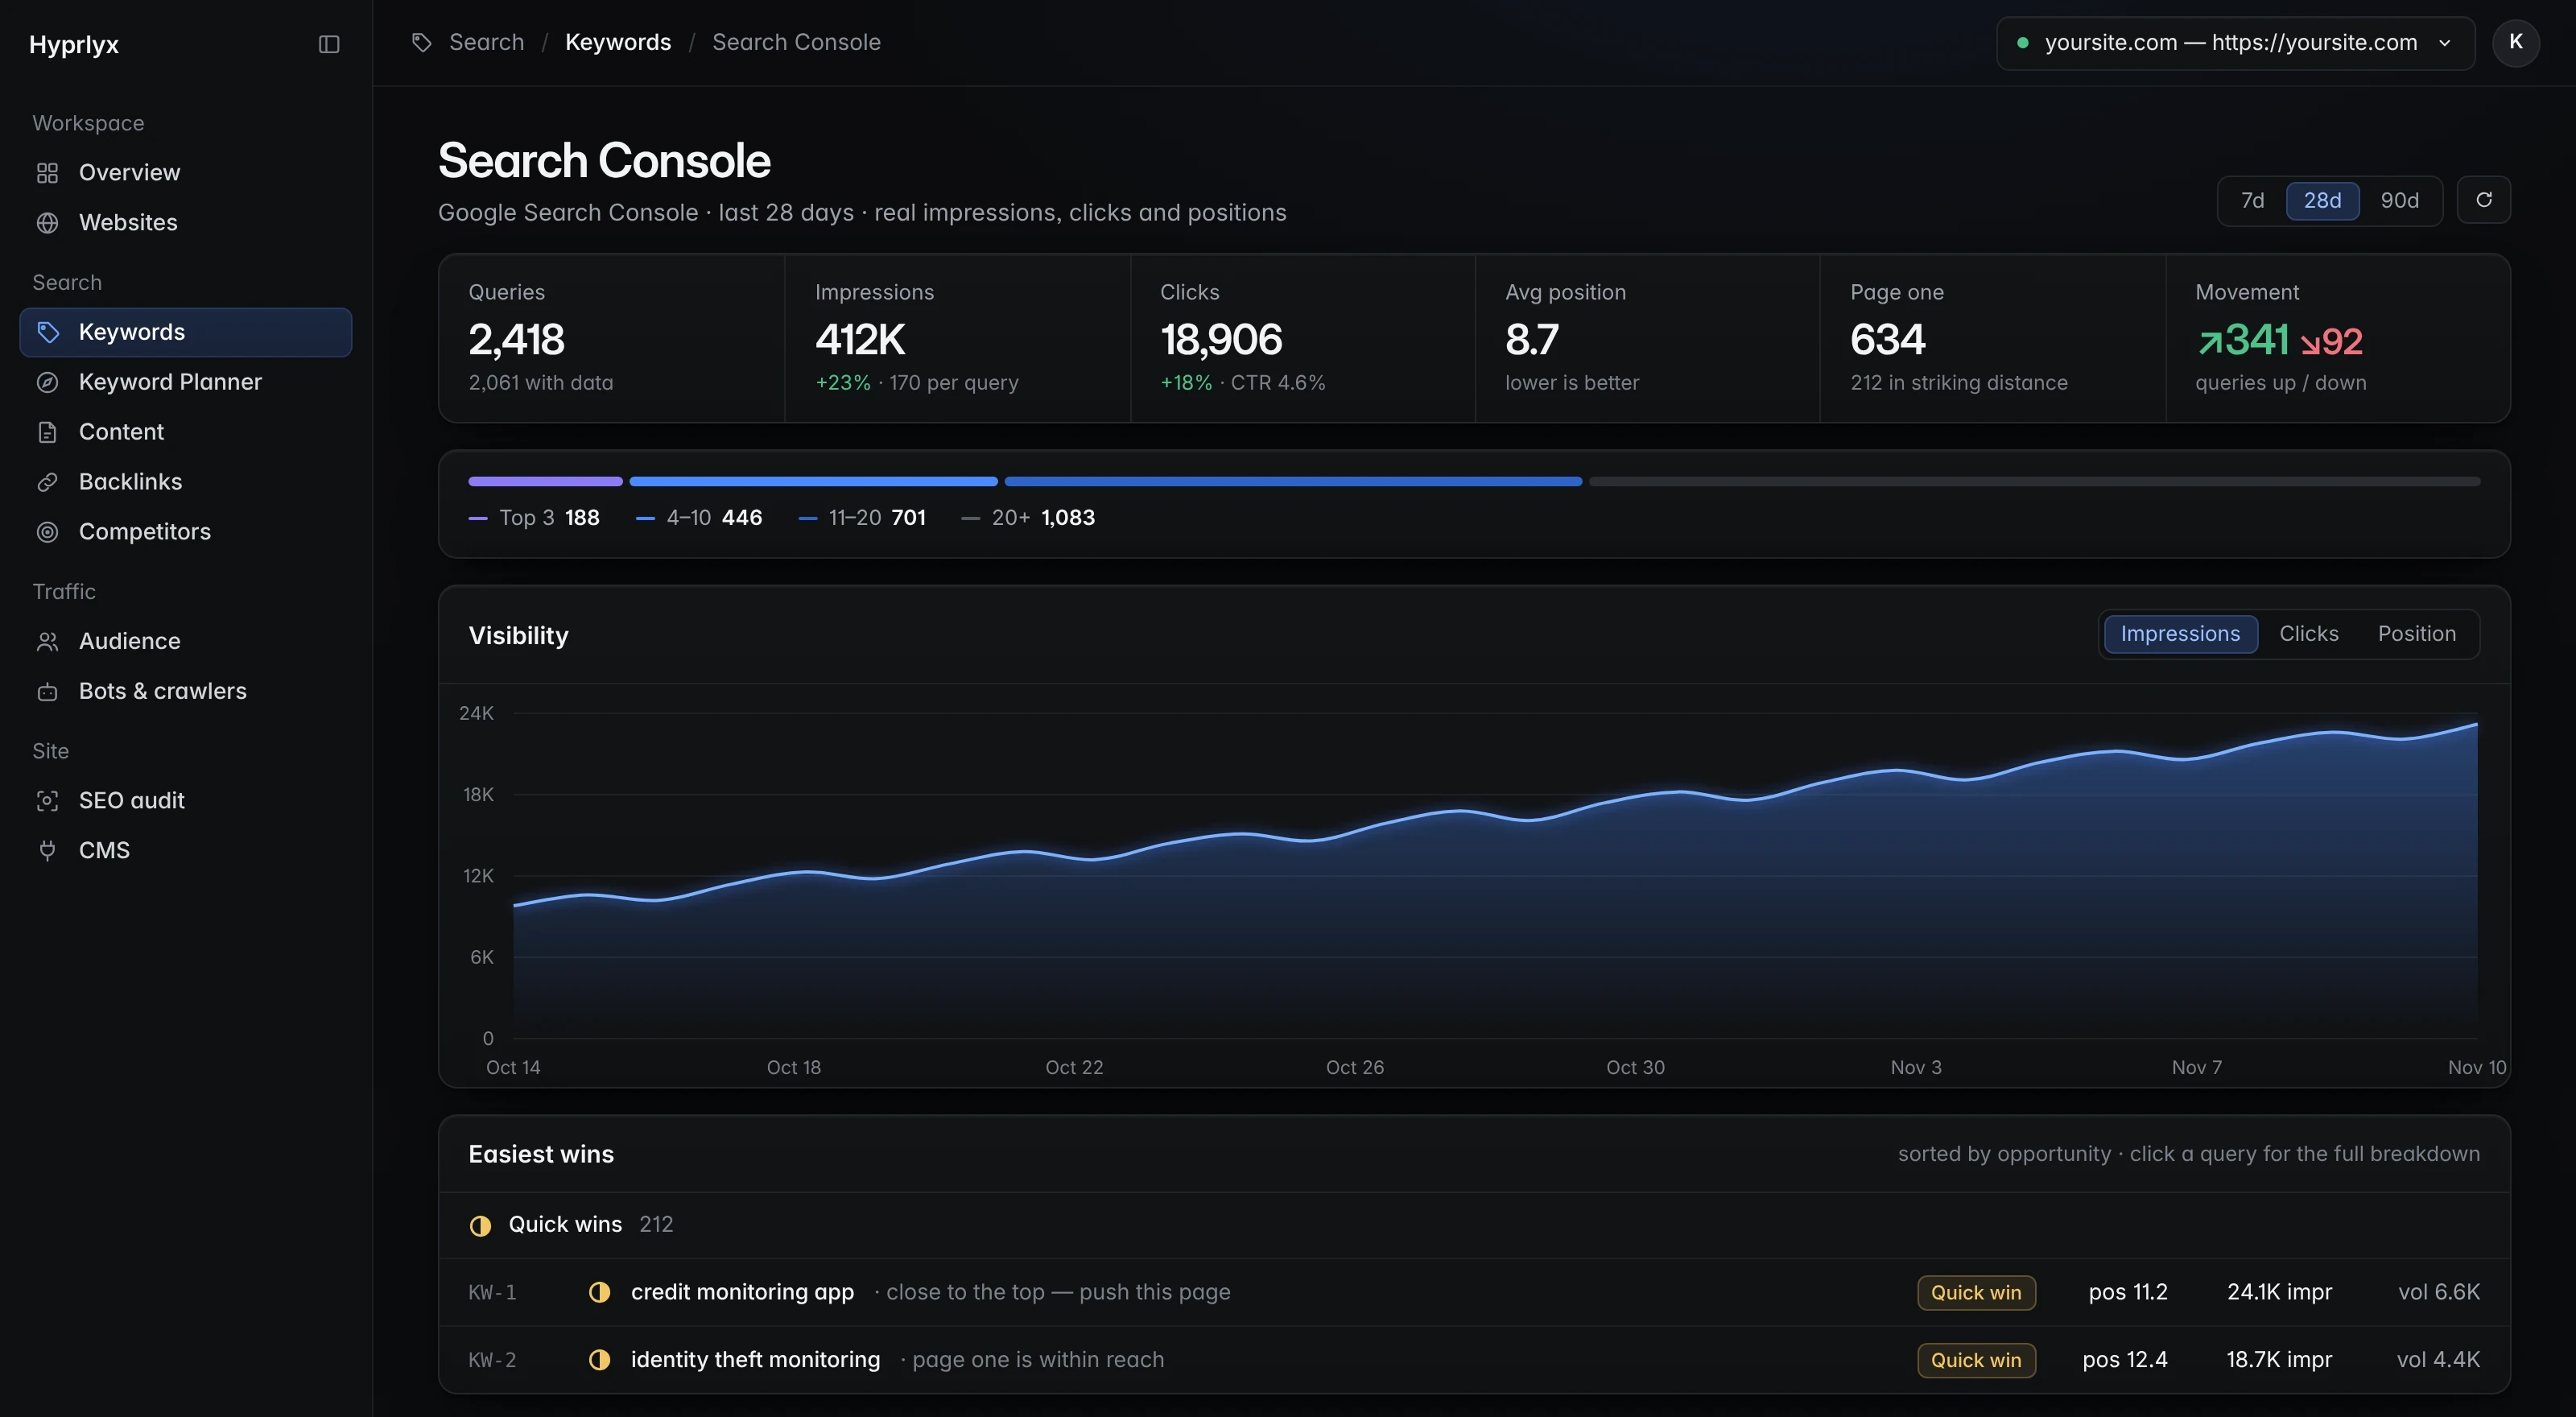 Hyprlyx
Workspace
Overview
Websites
Search
Keywords
Keyword Planner
Content
Backlinks
Competitors
Traffic
Audience
Bots & crawlers
Site
SEO audit
CMS
Search / Keywords / Search Console
yoursite.com — https://yoursite.com
K
Search Console
Google Search Console · last 28 days · real impressions, clicks and positions
7d 28d 90d
Queries
2,418
2,061 with data
Impressions
412K
+23% · 170 per query
Clicks
18,906
+18% · CTR 4.6%
Avg position
8.7
lower is better
Page one
634
212 in striking distance
Movement
↗341 ↘92
queries up / down
Top 3 188 4–10 446 11–20 701 20+ 1,083
Visibility
Impressions Clicks Position
24K
18K
12K
6K
0
Oct 14 Oct 18 Oct 22 Oct 26 Oct 30 Nov 3 Nov 7 Nov 10
Easiest wins
sorted by opportunity · click a query for the full breakdown
Quick wins 212
KW-1 credit monitoring app · close to the top — push this page Quick win pos 11.2 24.1K impr vol 6.6K
KW-2 identity theft monitoring · page one is within reach Quick win pos 12.4 18.7K impr vol 4.4K